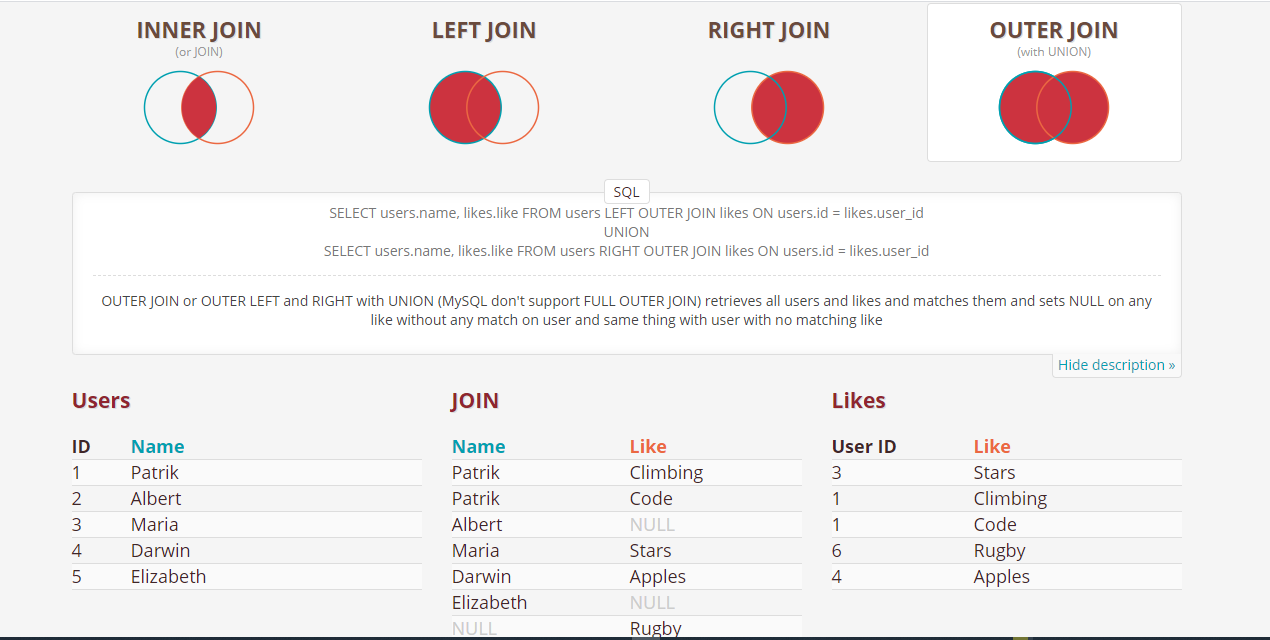 INNER JOIN
(or JOIN)
LEFT JOIN
RIGHT JOIN
OUTER JOIN
(with UNION)
SQL
SELECT users.name, likes.like FROM users LEFT OUTER JOIN likes ON users.id = likes.user_id
UNION
SELECT users.name, likes.like FROM users RIGHT OUTER JOIN likes ON users.id = likes.user_id
OUTER JOIN or OUTER LEFT and RIGHT with UNION (MySQL don't support FULL OUTER JOIN) retrieves all users and likes and matches them and sets NULL on any
like without any match on user and same thing with user with no matching like
Hide description »
Users
ID Name
1 Patrik
2 Albert
3 Maria
4 Darwin
5 Elizabeth
JOIN
Name Like
Patrik Climbing
Patrik Code
Albert NULL
Maria Stars
Darwin Apples
Elizabeth NULL
NULL Rugby
Likes
User ID Like
3 Stars
1 Climbing
1 Code
6 Rugby
4 Apples